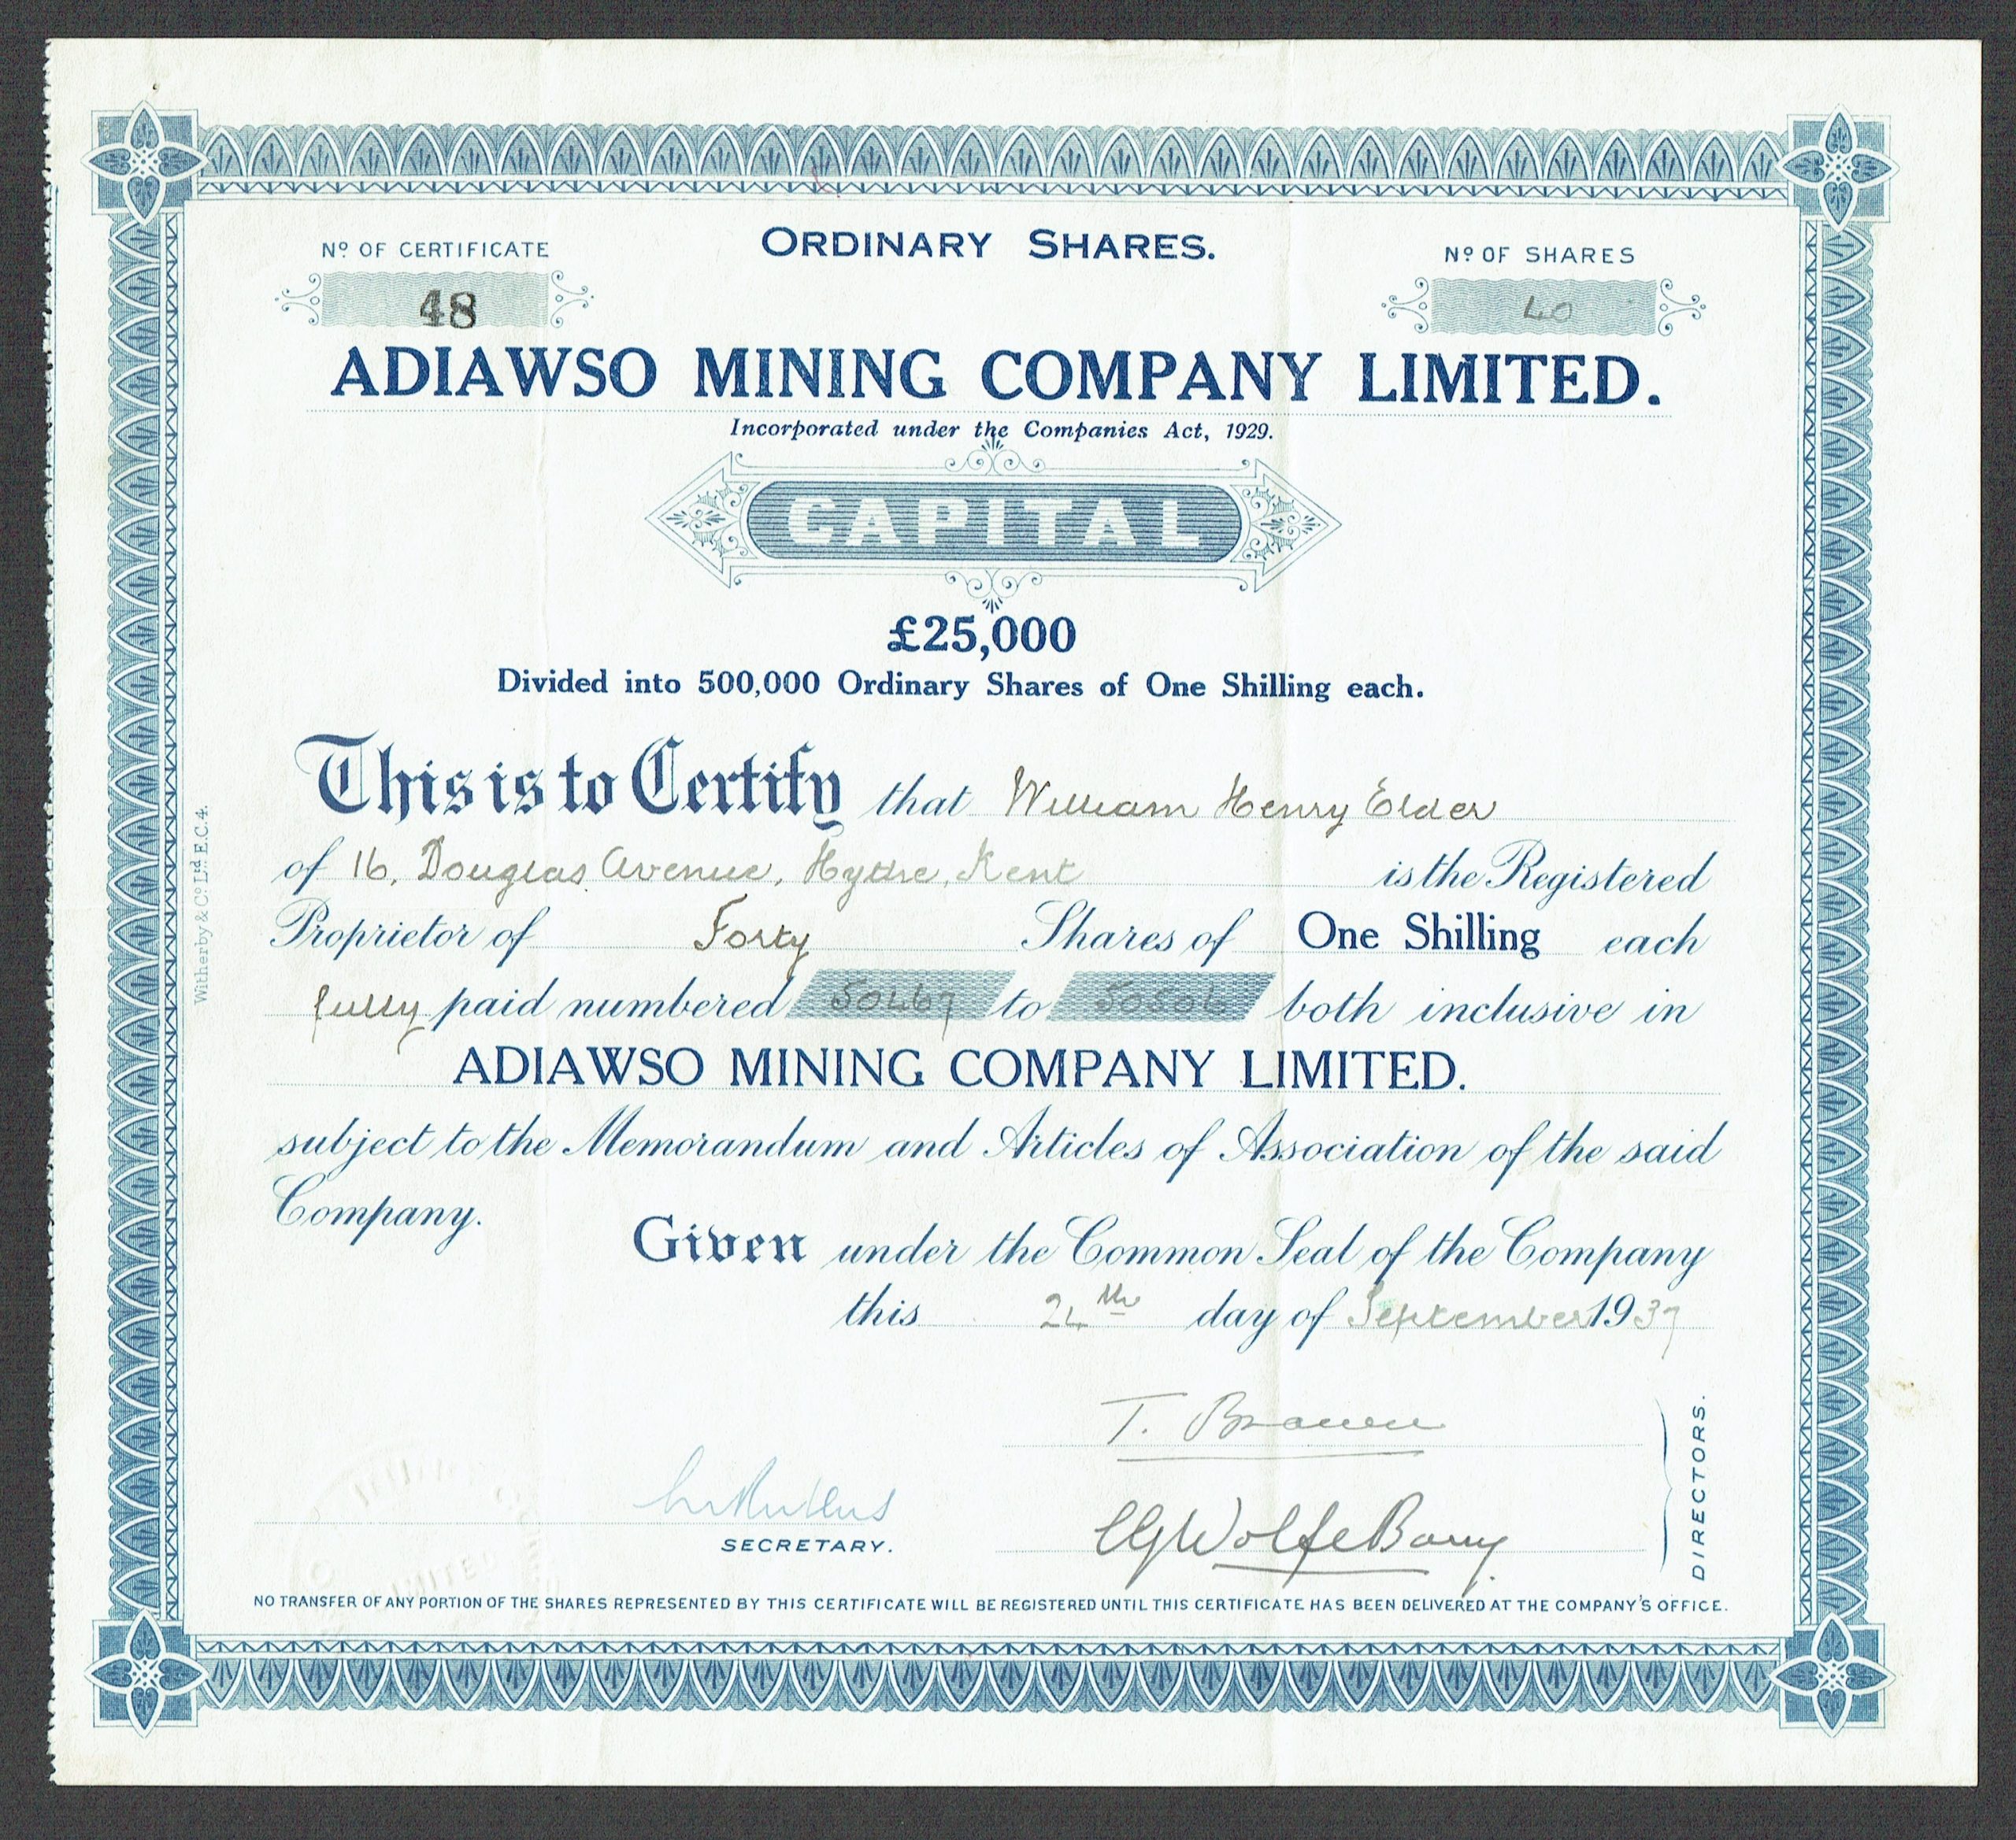 Nº OF CERTIFICATE
48
ORDINARY SHARES.
Nº OF SHARES
40
ADIAWSO MINING COMPANY LIMITED.
Incorporated under the Companies Act, 1929.
CAPITAL
£25,000
Divided into 500,000 Ordinary Shares of One Shilling each.
This is to Certify that William Henry Elder
of 16, Douglas Avenue, Hythe, Kent is the Registered
Proprietor of Forty Shares of One Shilling each
fully paid numbered 50467 to 50506 both inclusive in
ADIAWSO MINING COMPANY LIMITED.
subject to the Memorandum and Articles of Association of the said
Company.
Given under the Common Seal of the Company
this 24th day of September 1937
T. Brown
SECRETARY.
CGWolfeBarry
DIRECTORS.
NO TRANSFER OF ANY PORTION OF THE SHARES REPRESENTED BY THIS CERTIFICATE WILL BE REGISTERED UNTIL THIS CERTIFICATE HAS BEEN DELIVERED AT THE COMPANY'S OFFICE.
Witherby & Cº Ltd. E.C.4.